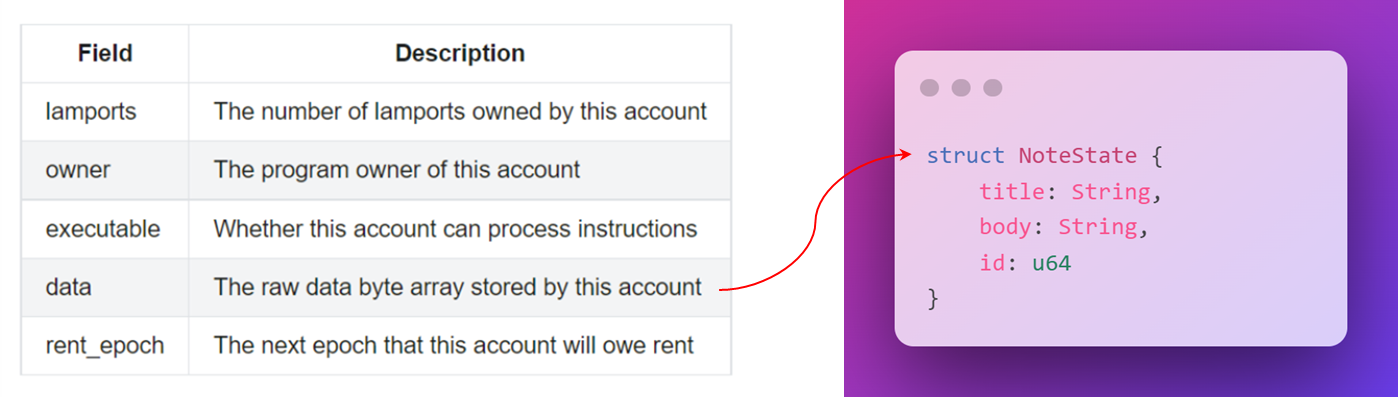 Field Description
lamports The number of lamports owned by this account
owner The program owner of this account
executable Whether this account can process instructions
data The raw data byte array stored by this account
rent_epoch The next epoch that this account will owe rent
struct NoteState {
    title: String,
    body: String,
    id: u64
}